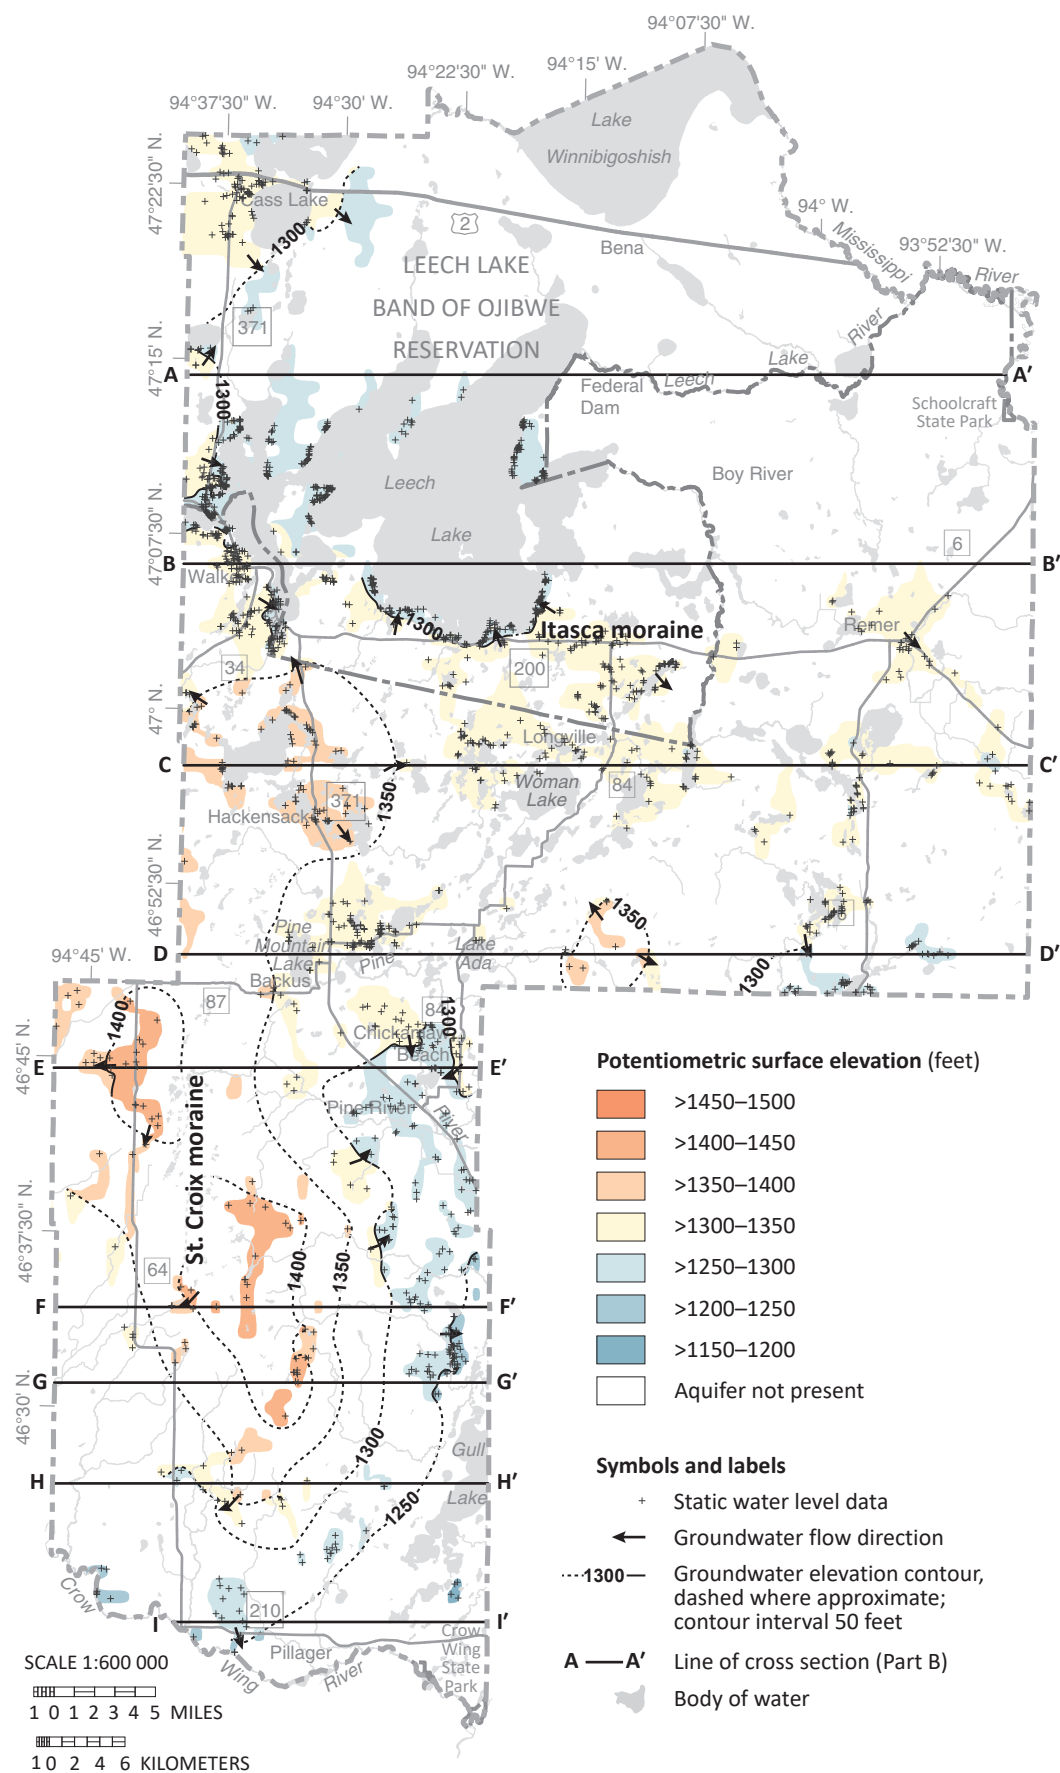 94°07'30" W.
94°15' W.
94°22'30" W.
94°37'30" W.
94°30' W.
Lake
Winnibigoshish
47°22'30" N.
Cass Lake
1300
2
Bena
94° W.
Mississippi
93°52'30" W.
River
LEECH LAKE
BAND OF OJIBWE
RESERVATION
371
River
Lake
Leech
47°15' N.
A
A′
1300
Federal
Dam
Schoolcraft
State Park
Leech
Lake
Boy River
47°07'30" N.
6
B
B′
Walk
1300
Itasca moraine
Remer
34
200
47° N.
Longville
C
C′
Woman
Lake
84
371
1350
Hackensack
46°52'30" N.
1350
6
Pine
Mountain
Lake
Pine
Lake
Ada
94°45' W.
D
D′
1300
Backus
87
1400
84
1300
Chickamaw
Beach
46°45' N.
E
E′
Pine River
River
St. Croix moraine
46°37'30" N.
64
1400
1350
F
F′
G
G′
46°30' N.
1300
Gull
Lake
H
H′
1250
Crow
Wing
River
210
I
I′
Pillager
Crow
Wing
State
Park
Potentiometric surface elevation (feet)
>1450–1500
>1400–1450
>1350–1400
>1300–1350
>1250–1300
>1200–1250
>1150–1200
Aquifer not present
Symbols and labels
Static water level data
Groundwater flow direction
1300
Groundwater elevation contour,
dashed where approximate;
contour interval 50 feet
A
A′
Line of cross section (Part B)
Body of water
SCALE 1:600 000
1 0 1 2 3 4 5 MILES
1 0 2 4 6 KILOMETERS